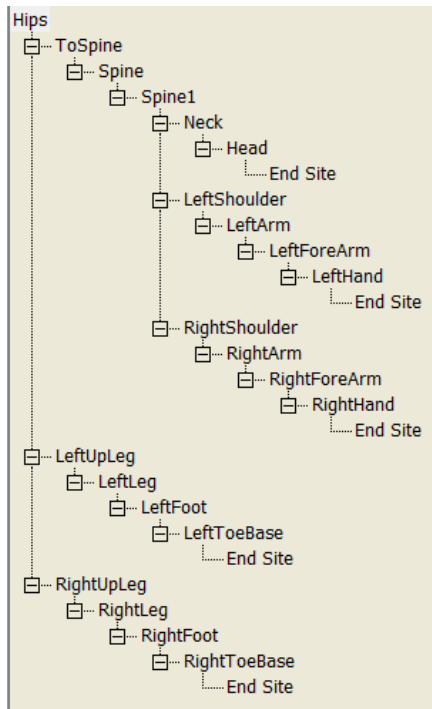 Hips
ToSpine
Spine
Spine1
Neck
Head
End Site
LeftShoulder
LeftArm
LeftForeArm
LeftHand
End Site
RightShoulder
RightArm
RightForeArm
RightHand
End Site
LeftUpLeg
LeftLeg
LeftFoot
LeftToeBase
End Site
RightUpLeg
RightLeg
RightFoot
RightToeBase
End Site